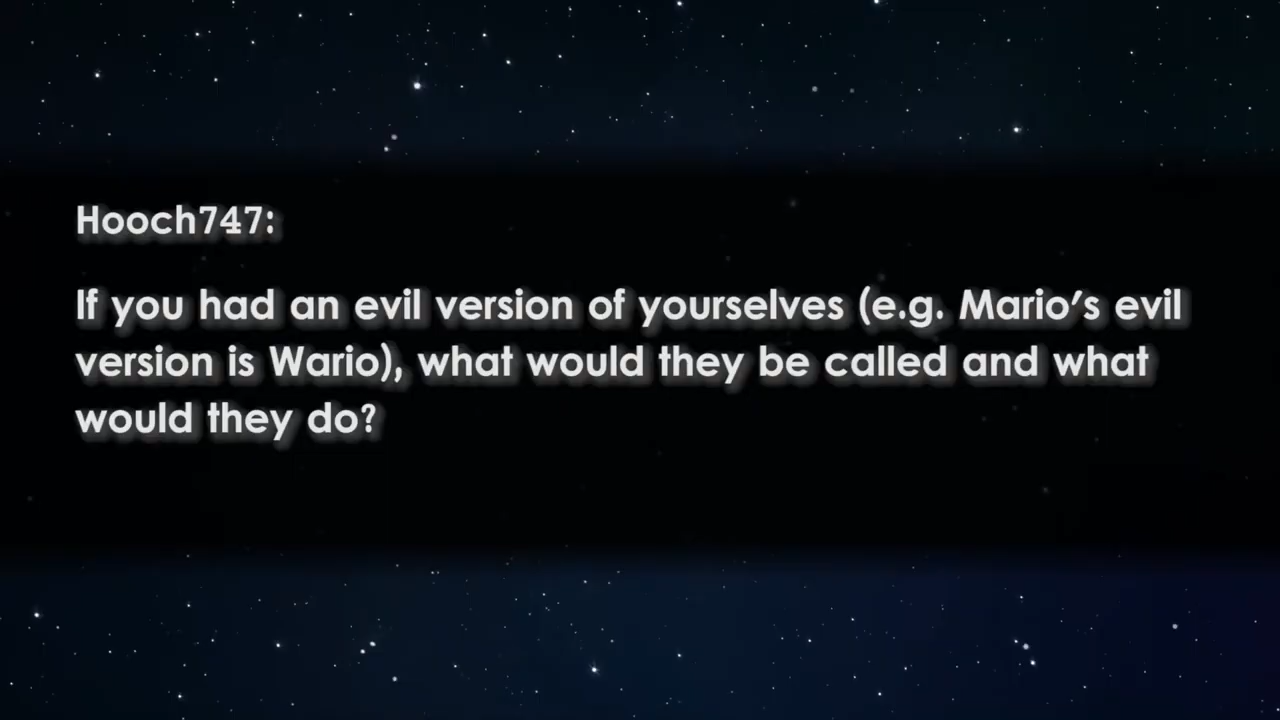 Hooch747:
If you had an evil version of yourselves (e.g. Mario's evil
version is Wario), what would they be called and what
would they do?